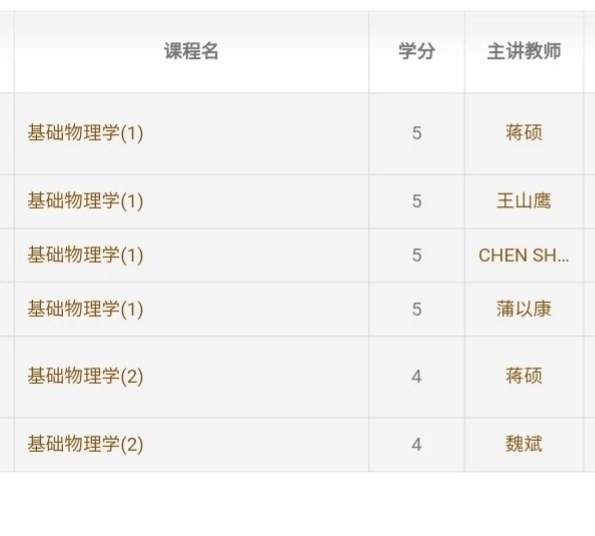 课程名 学分 主讲教师
基础物理学(1) 5 蒋硕
基础物理学(1) 5 王山鹰
基础物理学(1) 5 CHEN SH...
基础物理学(1) 5 蒲以康
基础物理学(2) 4 蒋硕
基础物理学(2) 4 魏斌